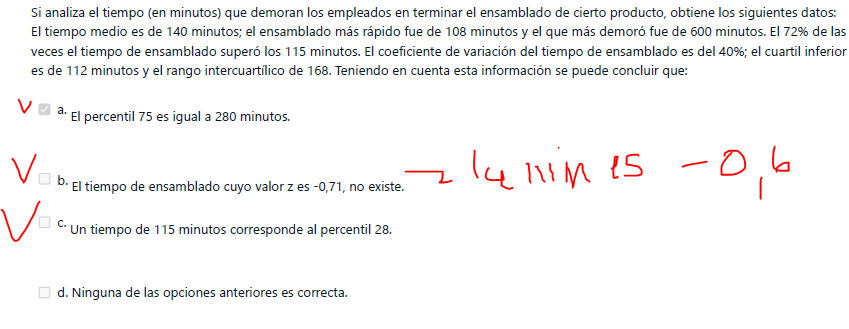 Si analiza el tiempo (en minutos) que demoran los empleados en terminar el ensamblado de cierto producto, obtiene los siguientes datos:
El tiempo medio es de 140 minutos; el ensamblado más rápido fue de 108 minutos y el que más demoró fue de 600 minutos. El 72% de las
veces el tiempo de ensamblado superó los 115 minutos. El coeficiente de variación del tiempo de ensamblado es del 40%; el cuartil inferior
es de 112 minutos y el rango intercuartílico de 168. Teniendo en cuenta esta información se puede concluir que:
V a. El percentil 75 es igual a 280 minutos.
V b. El tiempo de ensamblado cuyo valor z es -0,71, no existe. → z min es -0,6
V c. Un tiempo de 115 minutos corresponde al percentil 28.
d. Ninguna de las opciones anteriores es correcta.